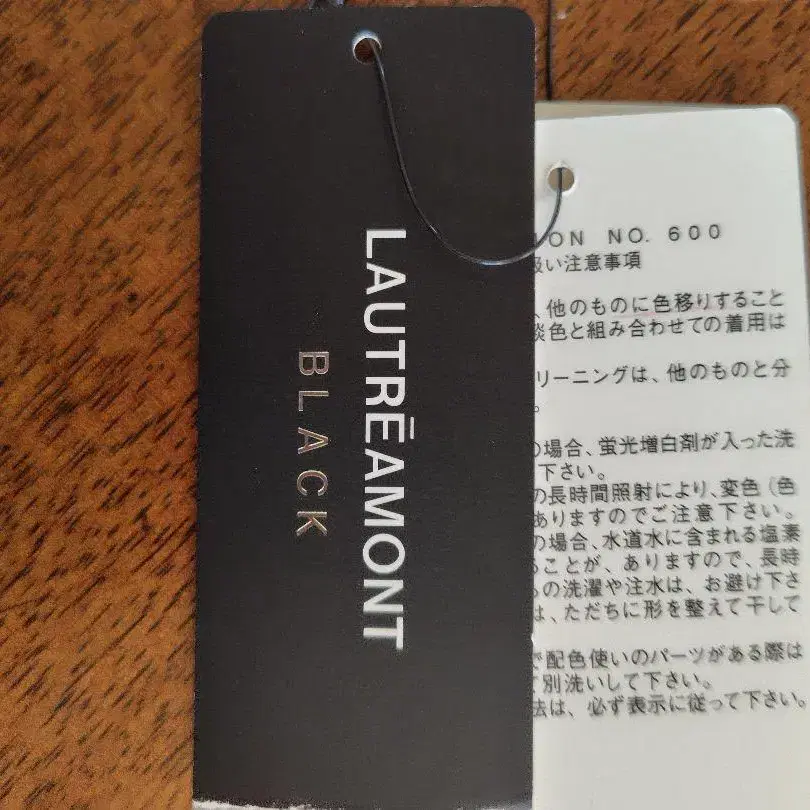 LAUTRĒAMONT
BLACK
ON NO. 600
扱い注意事項
、他のものに色移りすること
淡色と組み合わせての着用は
リーニングは、他のものと分
。
の場合、蛍光増白剤が入った洗
下さい。
の長時間照射により、変色(色
ありますのでご注意下さい。
の場合、水道水に含まれる塩素
ることが、ありますので、長時
の洗濯や注水は、お避け下さ
は、ただちに形を整えて干して
で配色使いのパーツがある際は
て別洗いして下さい。
法は、必ず表示に従って下さい。